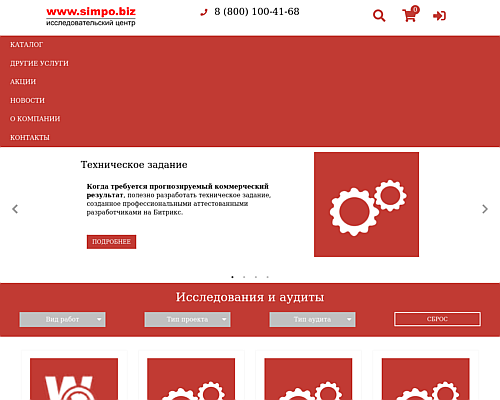 www.simpo.biz
исследовательский центр
8 (800) 100-41-68
0
КАТАЛОГ
ДРУГИЕ УСЛУГИ
АКЦИИ
НОВОСТИ
О КОМПАНИИ
КОНТАКТЫ
Техническое задание
Когда требуется прогнозируемый коммерческий
результат, полезно разработать техническое задание,
созданное профессиональными аттестованными
разработчиками на Битрикс.
ПОДРОБНЕЕ
Исследования и аудиты
Вид работ
Тип проекта
Тип аудита
СБРОС